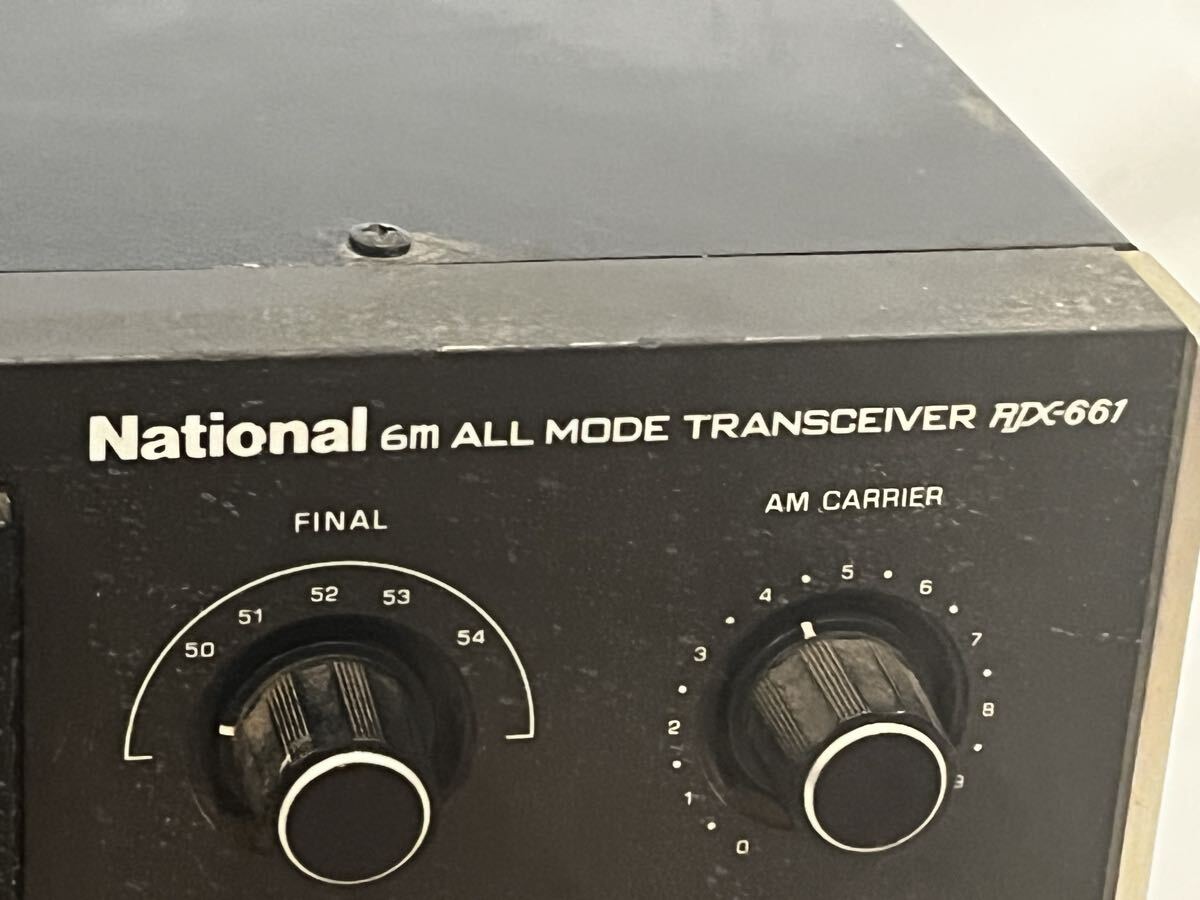 National 6m ALL MODE TRANSCEIVER RJX-661
FINAL
50 51 52 53 54
AM CARRIER
0 1 2 3 4 5 6 7 8 9